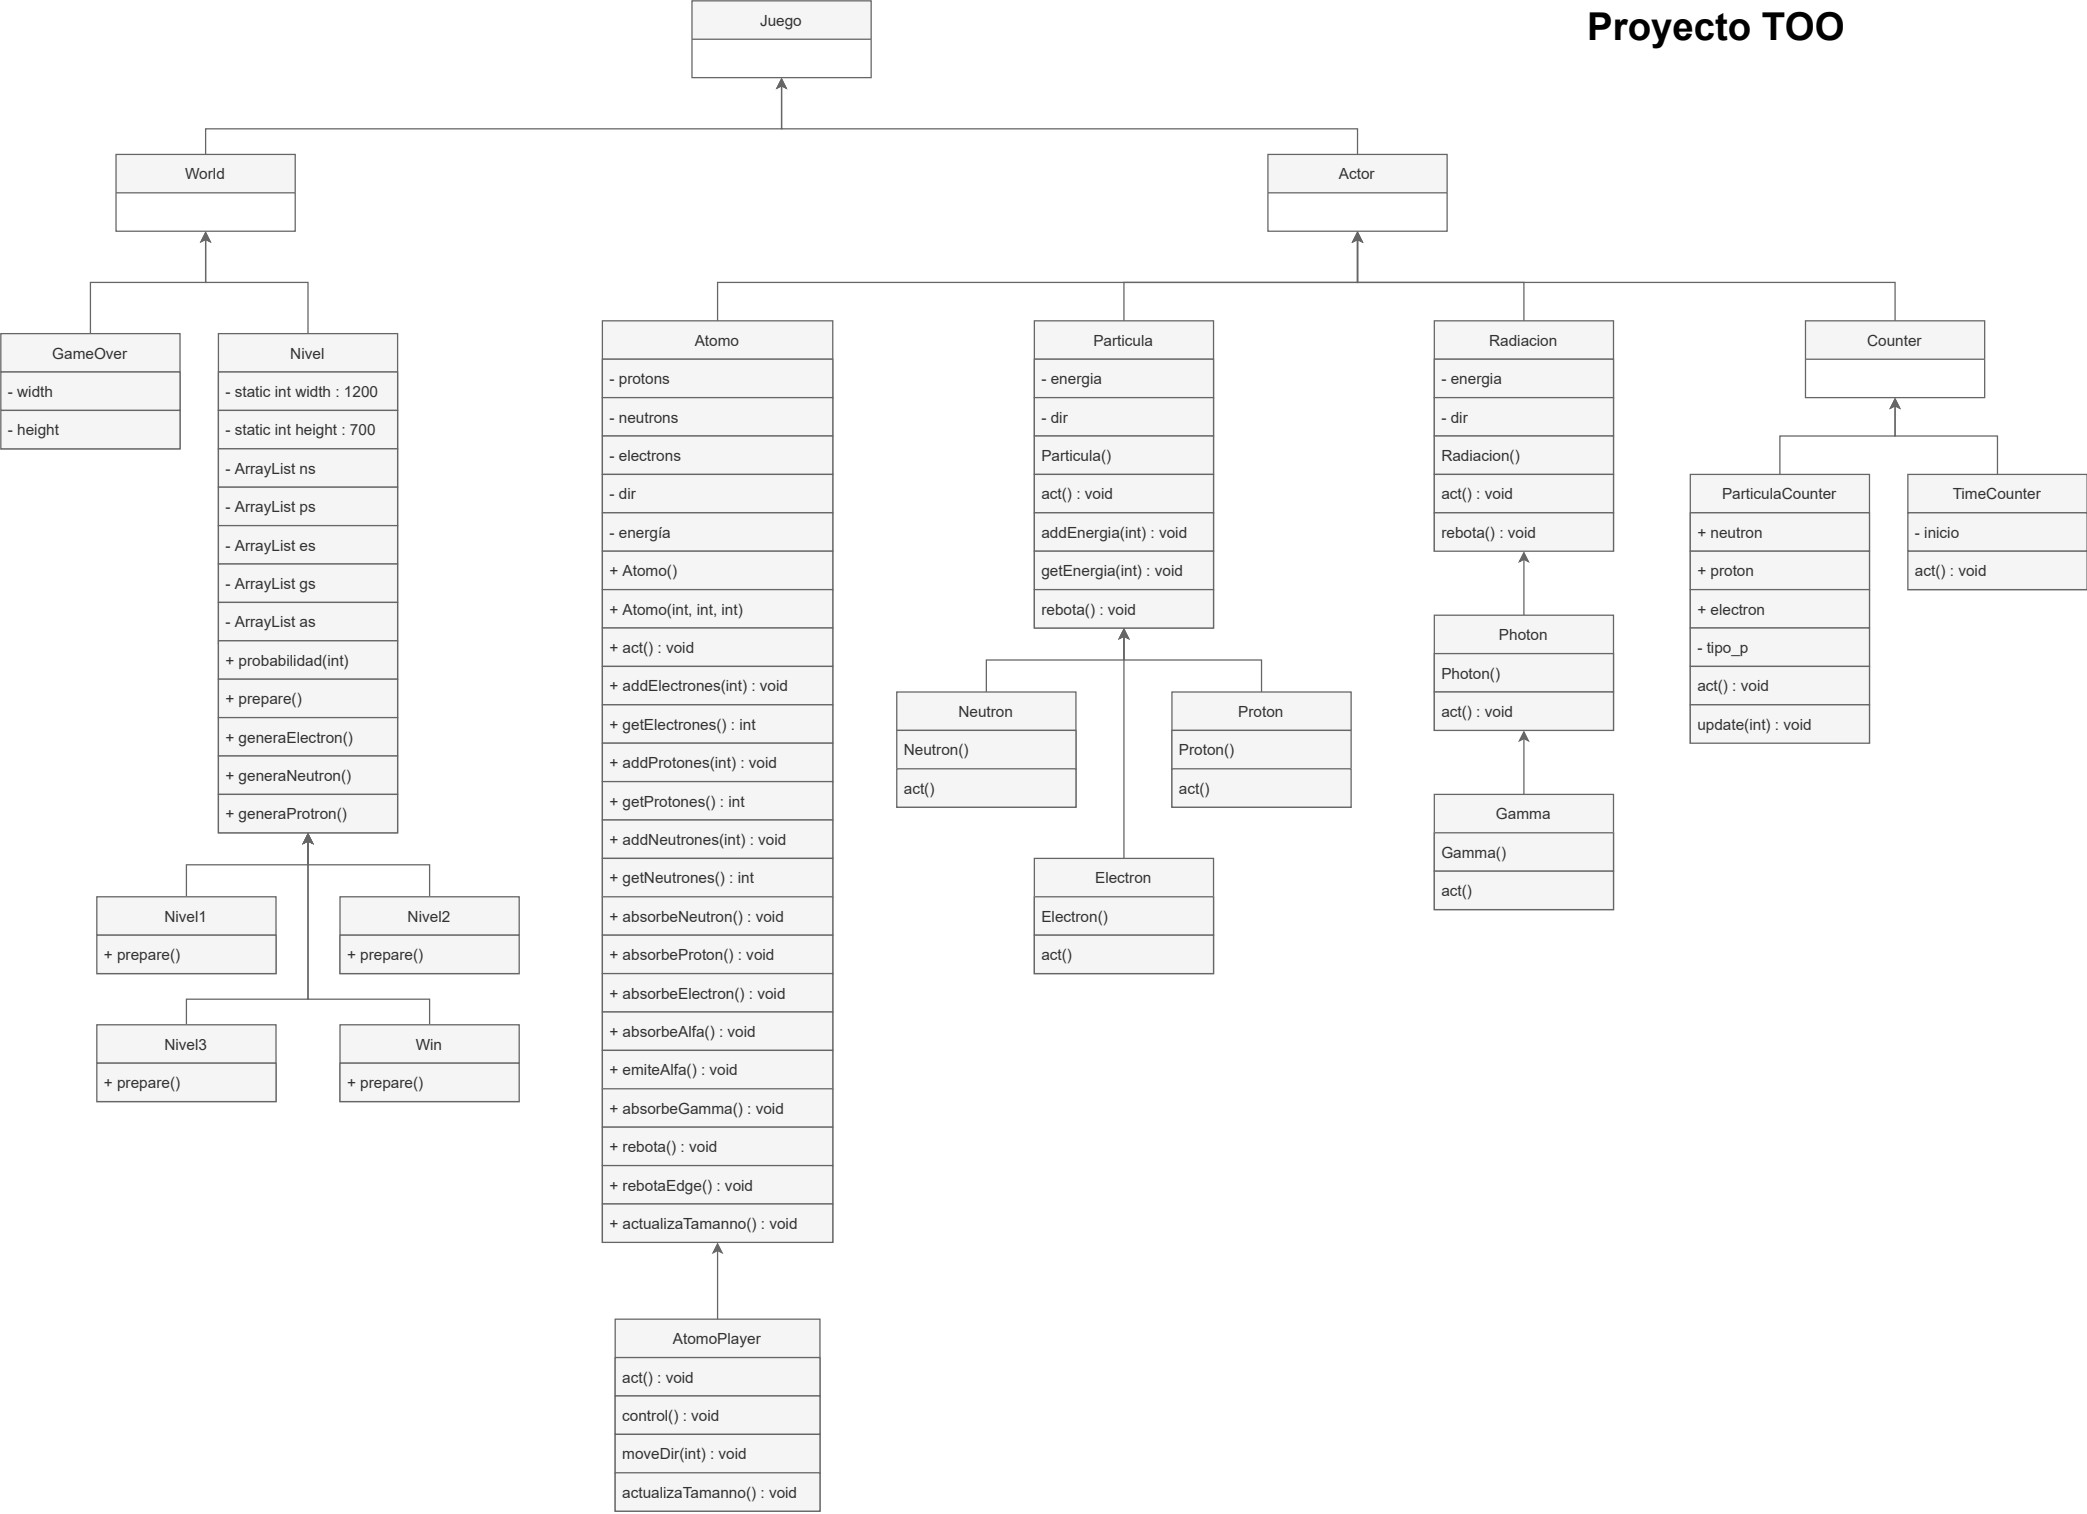 Proyecto TOO
Juego
World
Actor
GameOver
- width
- height
Nivel
- static int width : 1200
- static int height : 700
- ArrayList ns
- ArrayList ps
- ArrayList es
- ArrayList gs
- ArrayList as
+ probabilidad(int)
+ prepare()
+ generaElectron()
+ generaNeutron()
+ generaProtron()
Nivel1
+ prepare()
Nivel2
+ prepare()
Nivel3
+ prepare()
Win
+ prepare()
Atomo
- protons
- neutrons
- electrons
- dir
- energía
+ Atomo()
+ Atomo(int, int, int)
+ act() : void
+ addElectrones(int) : void
+ getElectrones() : int
+ addProtones(int) : void
+ getProtones() : int
+ addNeutrones(int) : void
+ getNeutrones() : int
+ absorbeNeutron() : void
+ absorbeProton() : void
+ absorbeElectron() : void
+ absorbeAlfa() : void
+ emiteAlfa() : void
+ absorbeGamma() : void
+ rebota() : void
+ rebotaEdge() : void
+ actualizaTamanno() : void
AtomoPlayer
act() : void
control() : void
moveDir(int) : void
actualizaTamanno() : void
Particula
- energia
- dir
Particula()
act() : void
addEnergia(int) : void
getEnergia(int) : void
rebota() : void
Neutron
Neutron()
act()
Proton
Proton()
act()
Electron
Electron()
act()
Radiacion
- energia
- dir
Radiacion()
act() : void
rebota() : void
Photon
Photon()
act() : void
Gamma
Gamma()
act()
Counter
ParticulaCounter
+ neutron
+ proton
+ electron
- tipo_p
act() : void
update(int) : void
TimeCounter
- inicio
act() : void